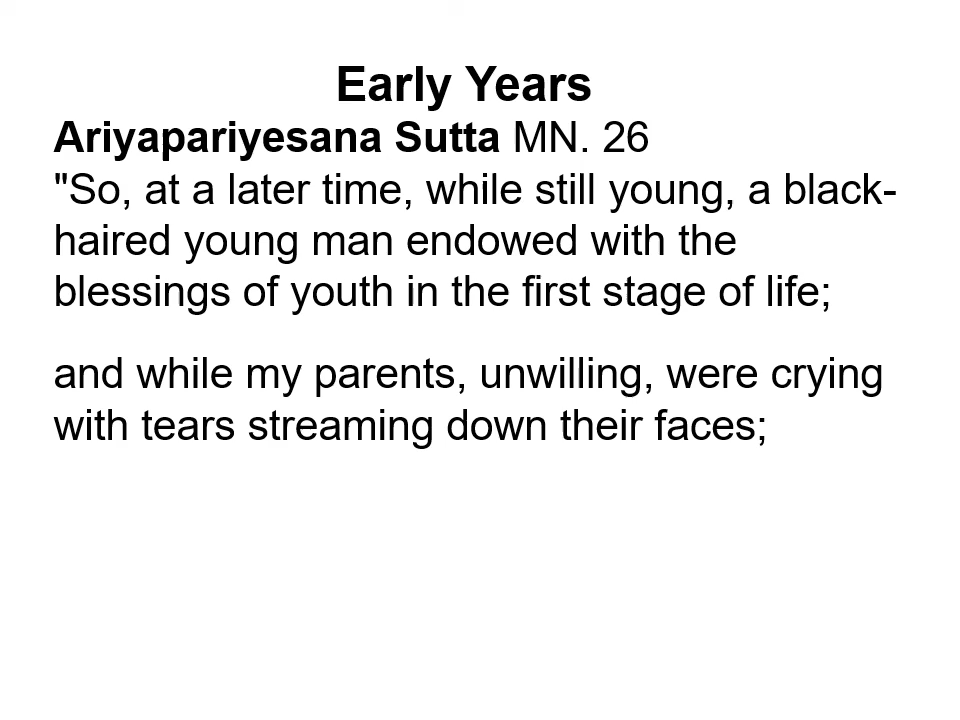 Early Years
Ariyapariyesana Sutta MN. 26
"So, at a later time, while still young, a black-
haired young man endowed with the
blessings of youth in the first stage of life;
and while my parents, unwilling, were crying
with tears streaming down their faces;